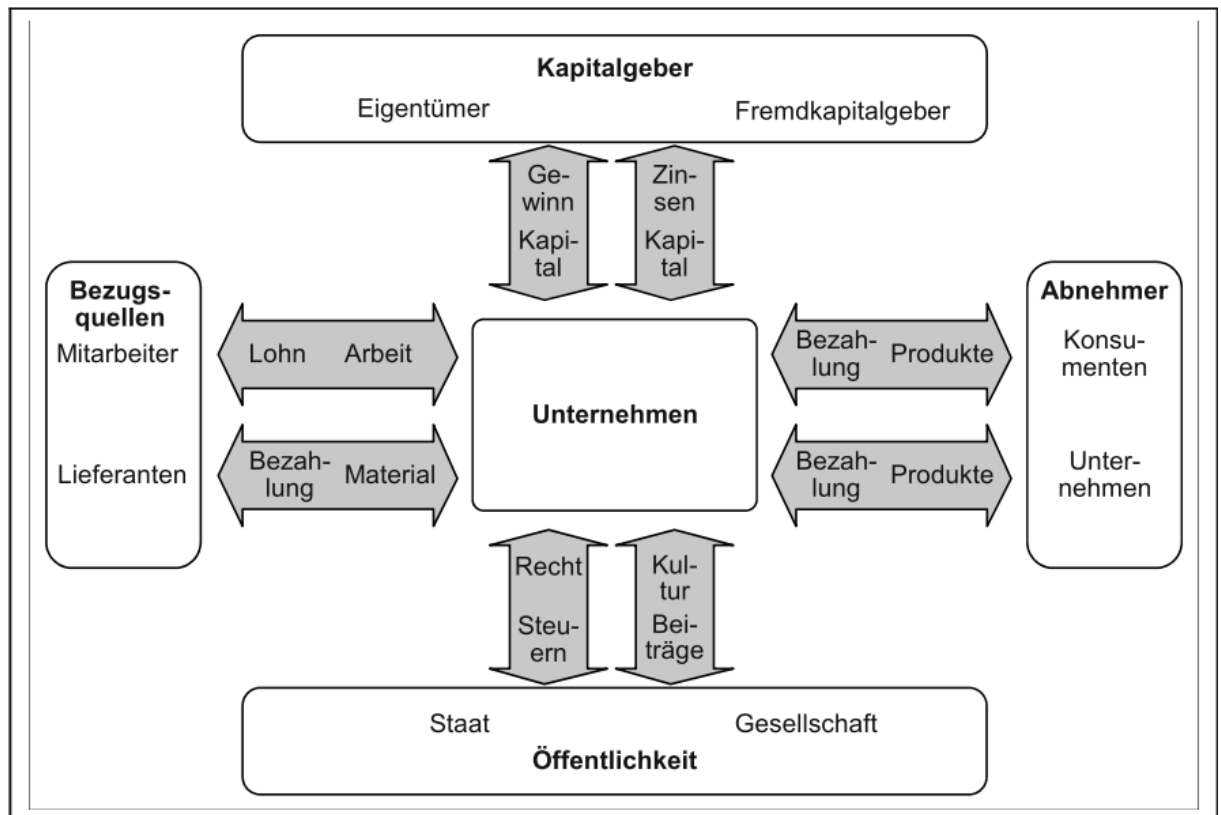 Kapitalgeber
Eigentümer Fremdkapitalgeber
Ge-
winn
Kapi-
tal
Zin-
sen
Kapi-
tal
Bezugs-
quellen
Mitarbeiter
Lieferanten
Lohn Arbeit
Bezah-
lung
Material
Unternehmen
Bezah-
lung
Produkte
Bezah-
lung
Produkte
Abnehmer
Konsu-
menten
Unter-
nehmen
Recht
Steu-
ern
Kul-
tur
Bei-
träge
Staat Gesellschaft
Öffentlichkeit